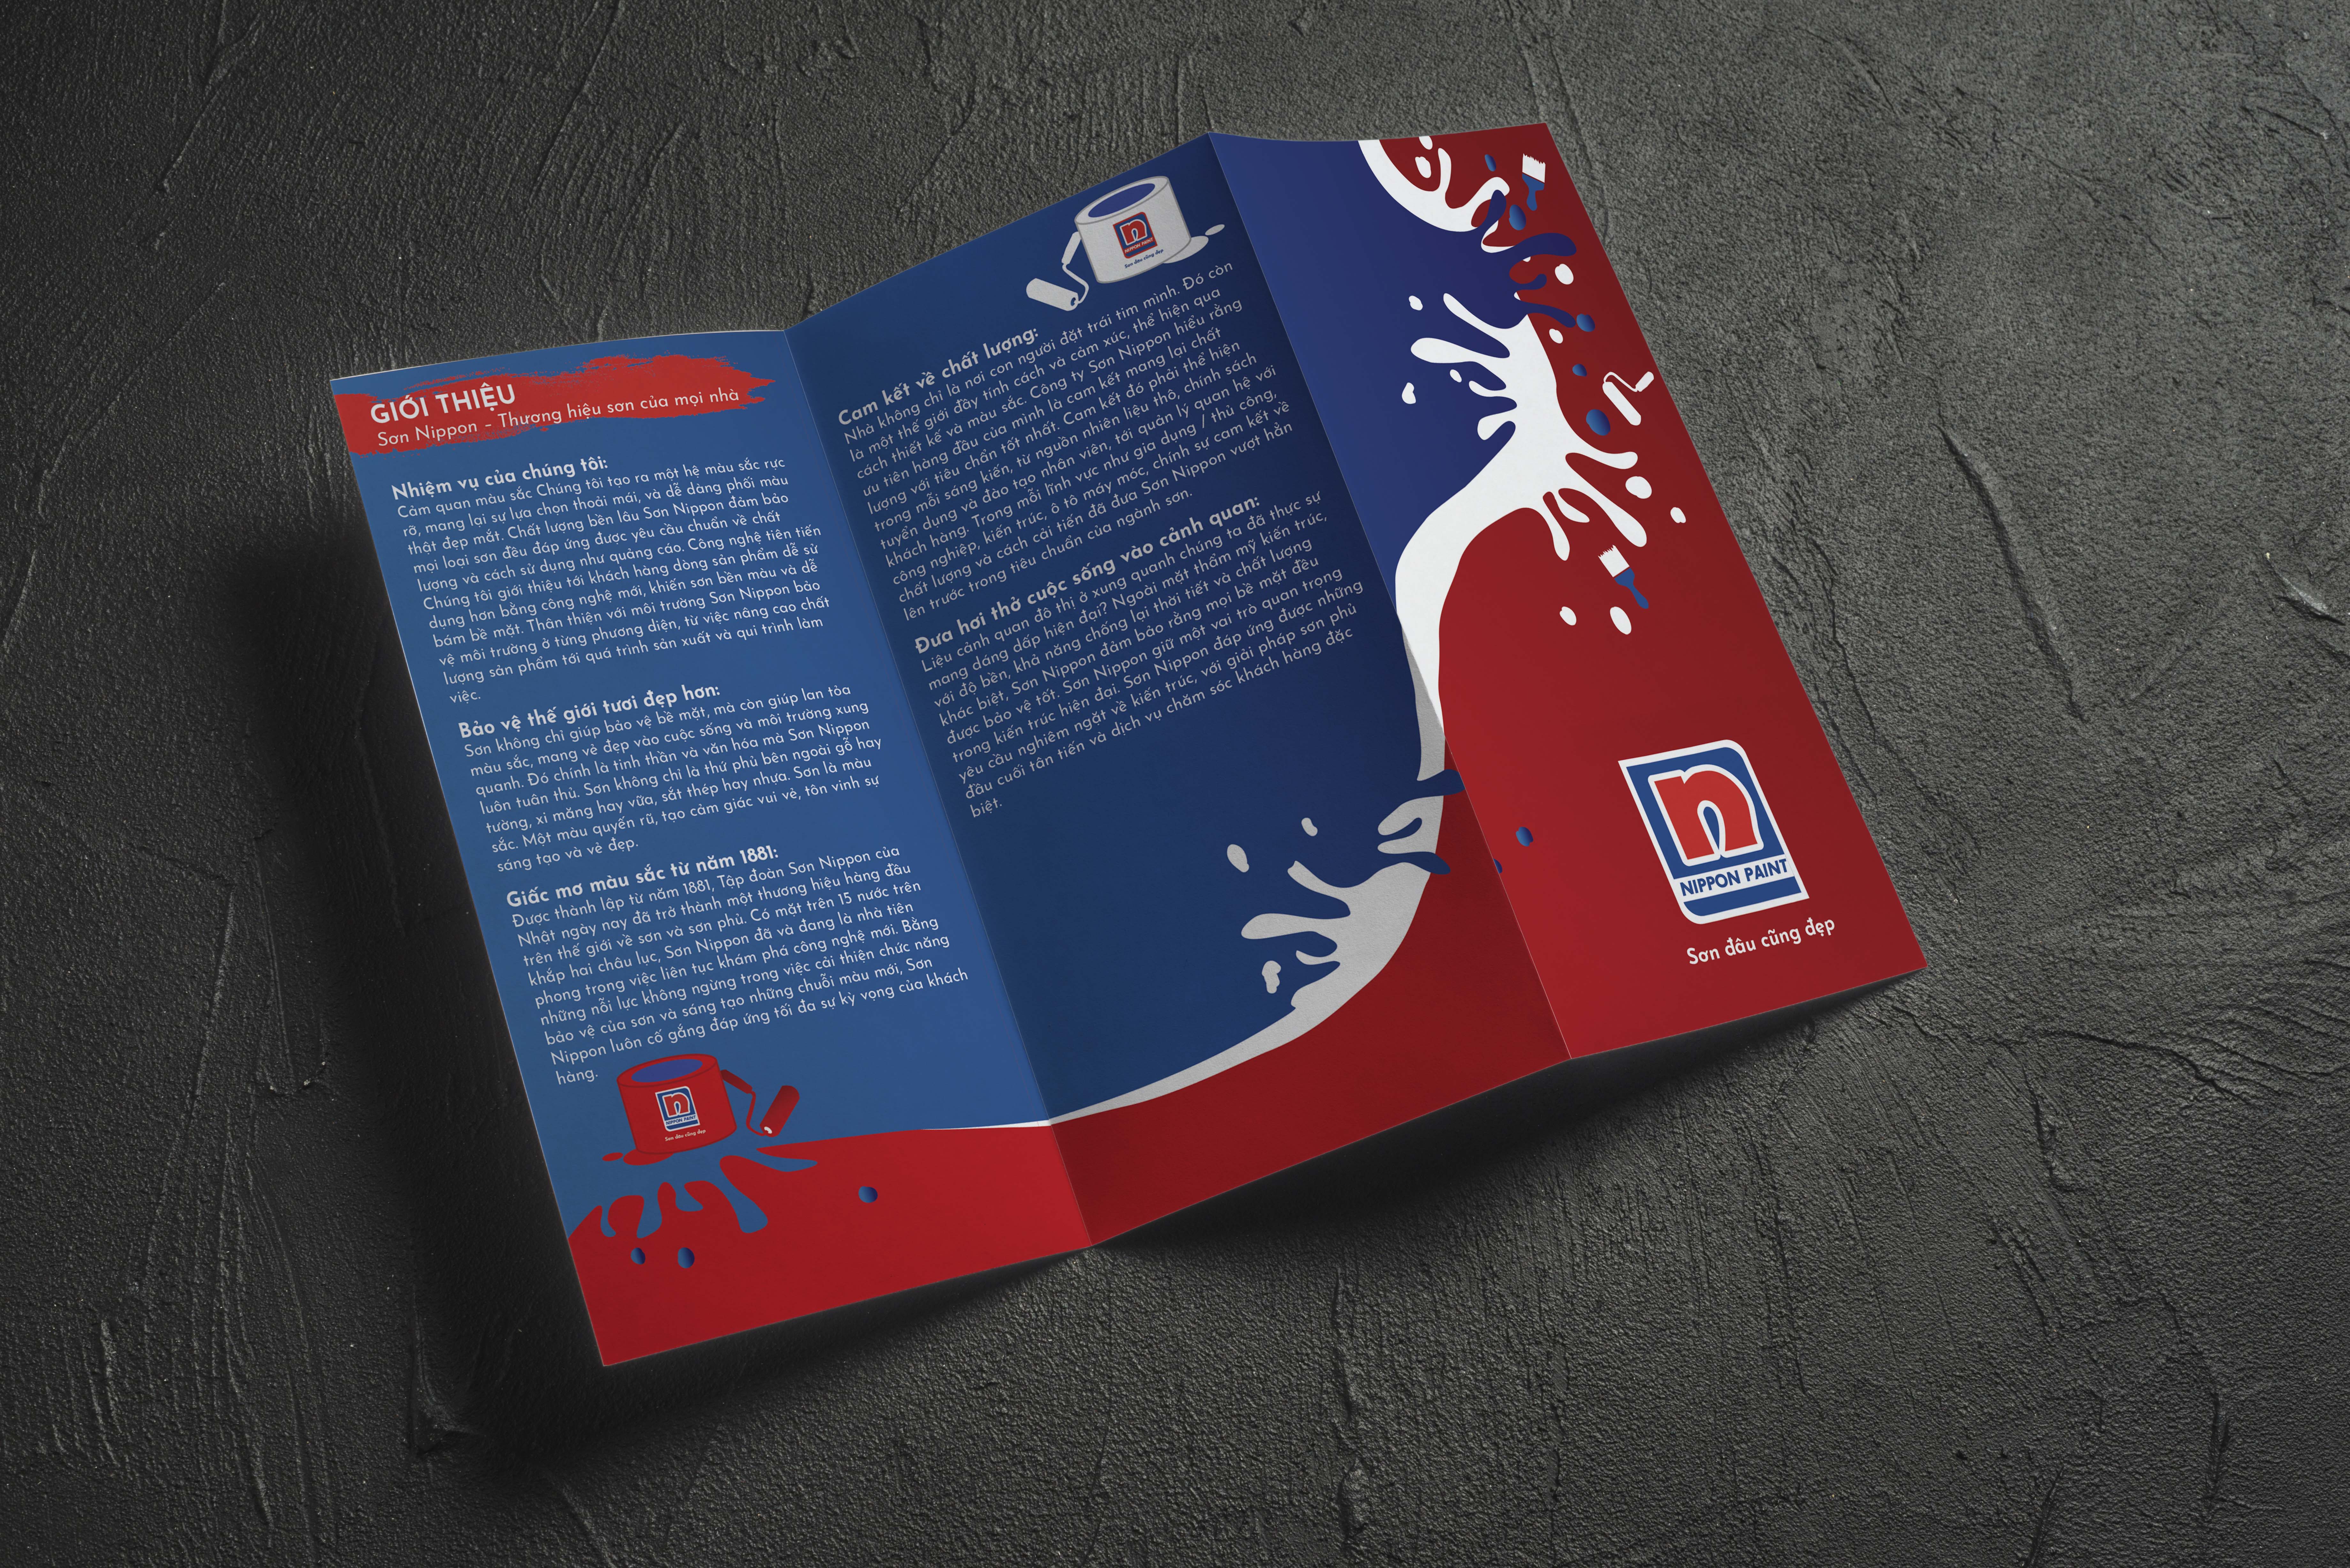 GIỚI THIỆU
Sơn Nippon - Thương hiệu sơn của mọi nhà
Nhiệm vụ của chúng tôi:
Cảm quan màu sắc Chúng tôi tạo ra một hệ màu sắc rực
rỡ, mang lại sự lựa chọn thoải mái, và dễ dàng phối màu
thật đẹp mắt. Chất lượng bền lâu Sơn Nippon đảm bảo
mọi loại sơn đều đáp ứng được yêu cầu chuẩn về chất
lượng và cách sử dụng như quảng cáo. Công nghệ tiên tiến
Chúng tôi giới thiệu tới khách hàng dòng sản phẩm dễ sử
dụng hơn bằng công nghệ mới, khiến sơn bền màu và dễ
bám bề mặt. Thân thiện với môi trường Sơn Nippon bảo
vệ môi trường ở từng phương diện, từ việc nâng cao chất
lượng sản phẩm tới quá trình sản xuất và qui trình làm
việc.
Bảo vệ thế giới tươi đẹp hơn:
Sơn không chỉ giúp bảo vệ bề mặt, mà còn giúp lan tỏa
màu sắc, mang vẻ đẹp vào cuộc sống và môi trường xung
quanh. Đó chính là tinh thần và văn hóa mà Sơn Nippon
luôn tuân thủ. Sơn không chỉ là thứ phủ bên ngoài gỗ hay
tường, xi măng hay vữa, sắt thép hay nhựa. Sơn là màu
sắc. Một màu quyến rũ, tạo cảm giác vui vẻ, tôn vinh sự
sáng tạo và vẻ đẹp.
Giấc mơ màu sắc từ năm 1881:
Được thành lập từ năm 1881, Tập đoàn Sơn Nippon của
Nhật ngày nay đã trở thành một thương hiệu hàng đầu
trên thế giới về sơn và sơn phủ. Có mặt trên 15 nước trên
khắp hai châu lục, Sơn Nippon đã và đang là nhà tiên
phong trong việc liên tục khám phá công nghệ mới. Bằng
những nỗi lực không ngừng trong việc cải thiện chức năng
bảo vệ của sơn và sáng tạo những chuỗi màu mới, Sơn
Nippon luôn cố gắng đáp ứng tối đa sự kỳ vọng của khách
hàng.
n
NIPPON PAINT
Sơn đâu cũng đẹp
n
NIPPON PAINT
Sơn đâu cũng đẹp
Cam kết về chất lượng:
Nhà không chỉ là nơi con người đặt trái tim mình. Đó còn
là một thế giới đầy tính cách và cảm xúc, thể hiện qua
cách thiết kế và màu sắc. Công ty Sơn Nippon hiểu rằng
ưu tiên hàng đầu của mình là cam kết mang lại chất
lượng với tiêu chẩn tốt nhất. Cam kết đó phải thể hiện
trong mỗi sáng kiến, từ nguồn nhiên liệu thô, chính sách
tuyển dụng và đào tạo nhân viên, tới quản lý quan hệ với
khách hàng. Trong mỗi lĩnh vực như gia dụng / thủ công,
công nghiệp, kiến trúc, ô tô máy móc, chính sự cam kết về
chất lượng và cách cải tiến đã đưa Sơn Nippon vượt hẳn
lên trước trong tiêu chuẩn của ngành sơn.
Đưa hơi thở cuộc sống vào cảnh quan:
Liệu cảnh quan đô thị ở xung quanh chúng ta đã thực sự
mang dáng dấp hiện đại? Ngoài mặt thẩm mỹ kiến trúc,
với độ bền, khả năng chống lại thời tiết và chất lượng
khác biệt, Sơn Nippon đảm bảo rằng mọi bề mặt đều
được bảo vệ tốt. Sơn Nippon giữ một vai trò quan trọng
trong kiến trúc hiện đại. Sơn Nippon đáp ứng được những
yêu cầu nghiêm ngặt về kiến trúc, với giải pháp sơn phủ
đầu cuối tân tiến và dịch vụ chăm sóc khách hàng đặc
biệt.
n
NIPPON PAINT
Sơn đâu cũng đẹp